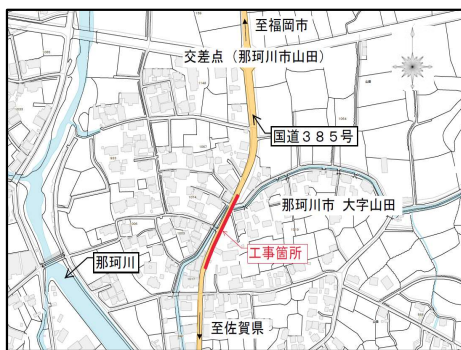 至福岡市
交差点（那珂川市山田）
国道３８５号
那珂川市 大字山田
工事箇所
那珂川
至佐賀県